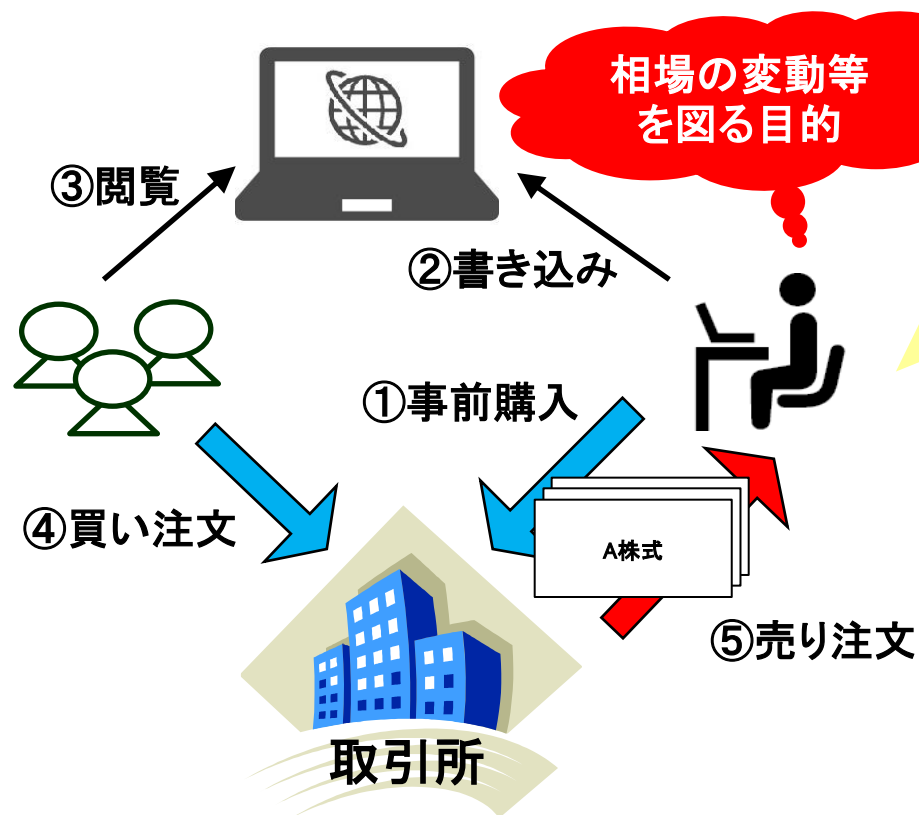 相場の変動等
を図る目的
③閲覧
②書き込み
①事前購入
④買い注文
A株式
⑤売り注文
取引所